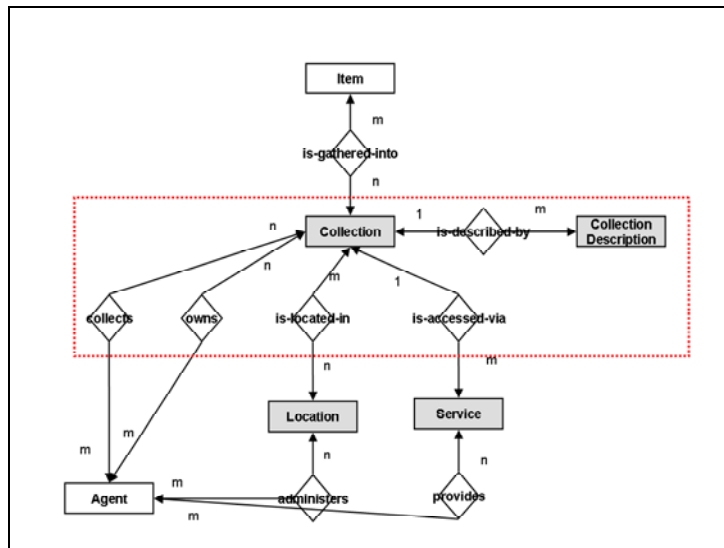 Item
m
is-gathered-into
n
1
m
n
Collection
is-described-by
Collection
Description
n
m
1
collects
owns
is-located-in
is-accessed-via
n
m
Location
Service
m
m
n
n
Agent
m
administers
provides
m